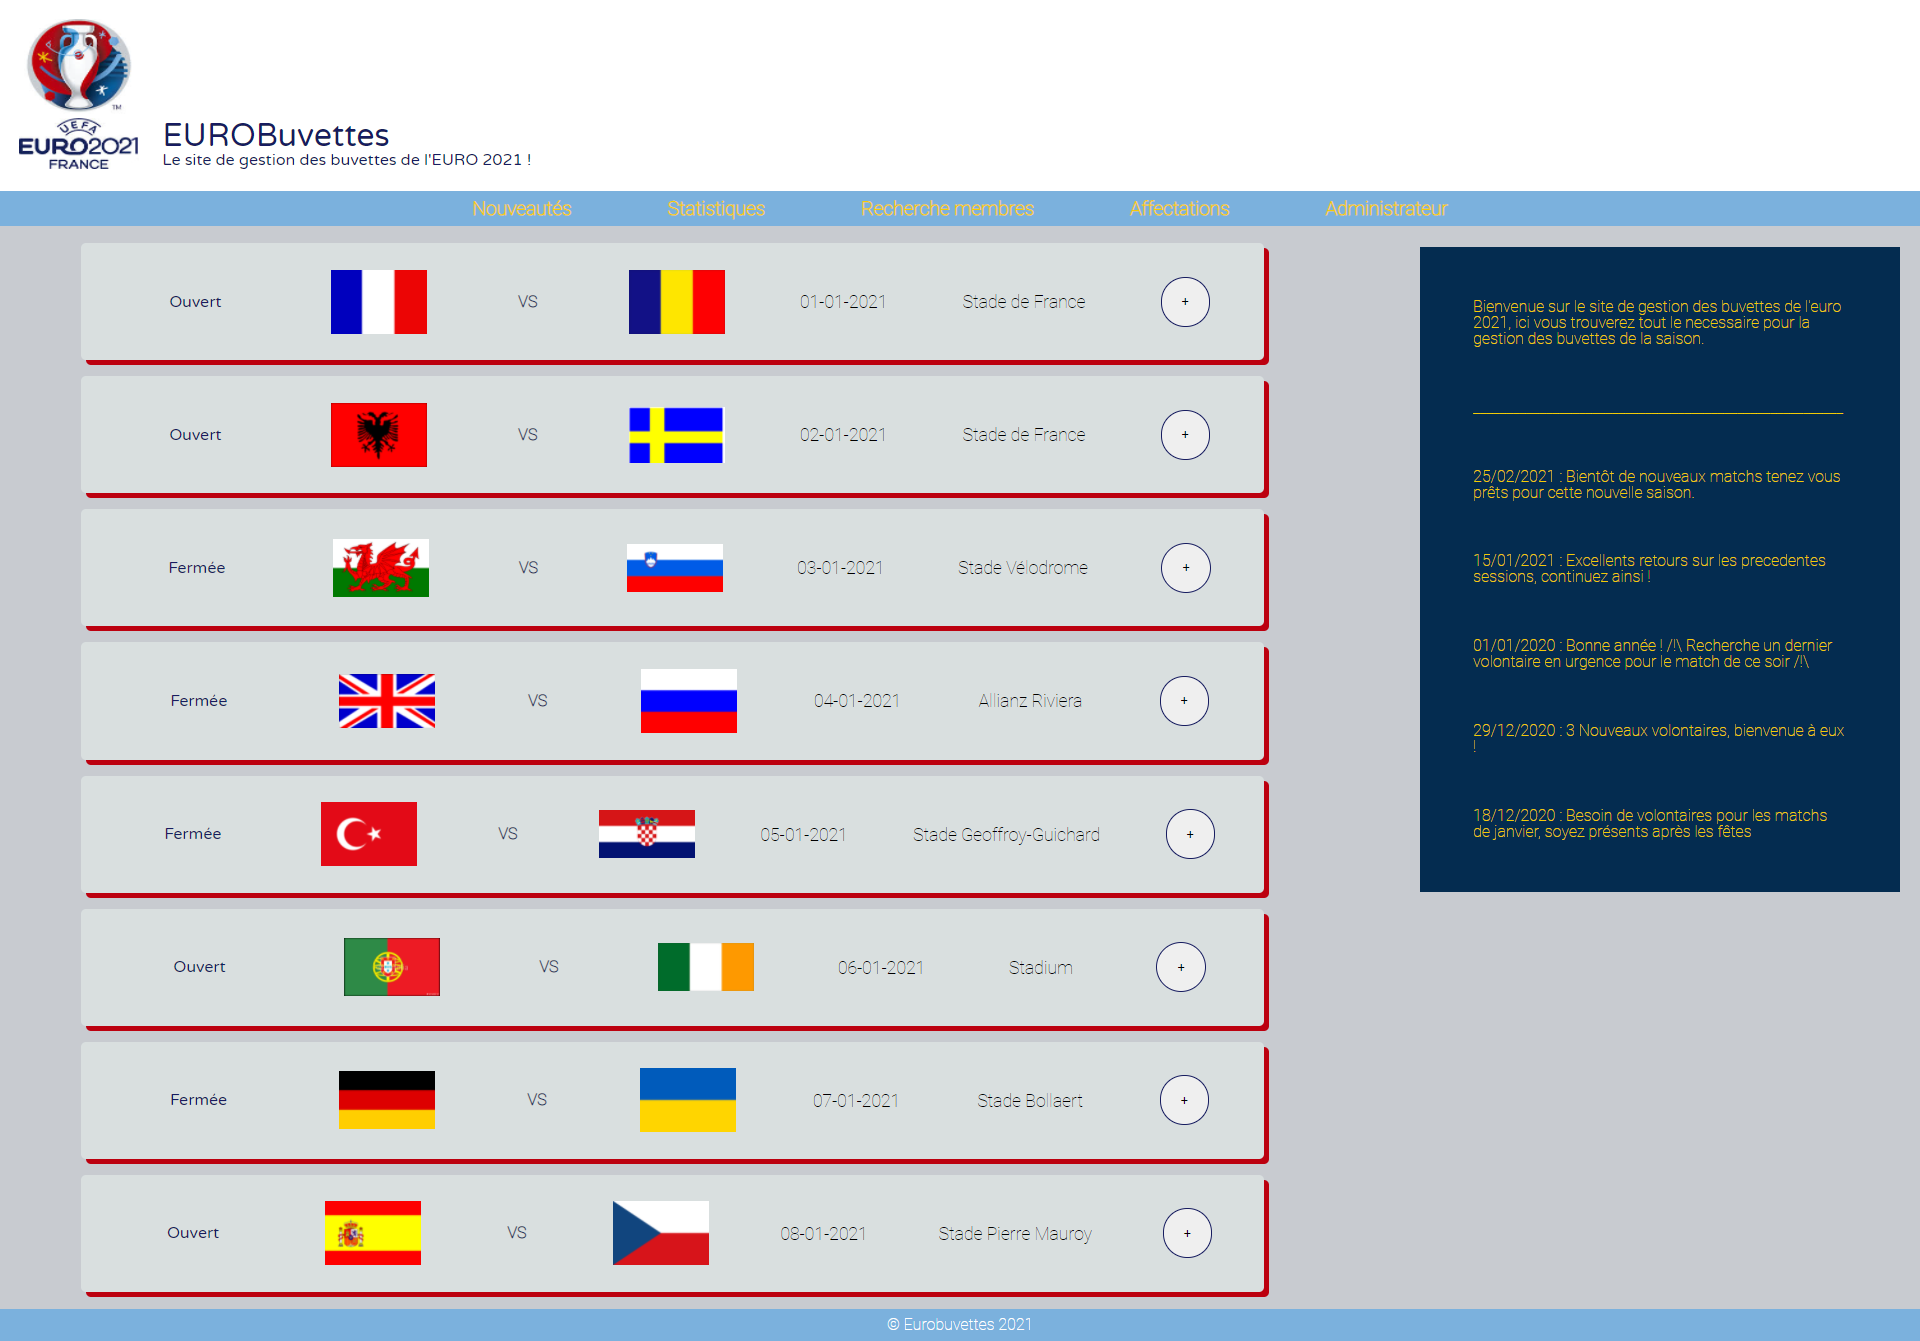 TM
UEFA
EURO2021
FRANCE
EUROBuvettes
Le site de gestion des buvettes de l'EURO 2021 !
Nouveautés Statistiques Recherche membres Affectations Administrateur
Ouvert VS 01-01-2021 Stade de France +
Ouvert VS 02-01-2021 Stade de France +
Fermée VS 03-01-2021 Stade Vélodrome +
Fermée VS 04-01-2021 Allianz Riviera +
Fermée VS 05-01-2021 Stade Geoffroy-Guichard +
Ouvert VS 06-01-2021 Stadium +
Fermée VS 07-01-2021 Stade Bollaert +
Ouvert VS 08-01-2021 Stade Pierre Mauroy +
Bienvenue sur le site de gestion des buvettes de l'euro
2021, ici vous trouverez tout le necessaire pour la
gestion des buvettes de la saison.
25/02/2021 : Bientôt de nouveaux matchs tenez vous
prêts pour cette nouvelle saison.
15/01/2021 : Excellents retours sur les precedentes
sessions, continuez ainsi !
01/01/2020 : Bonne année ! /!\ Recherche un dernier
volontaire en urgence pour le match de ce soir /!\
29/12/2020 : 3 Nouveaux volontaires, bienvenue à eux
!
18/12/2020 : Besoin de volontaires pour les matchs
de janvier, soyez présents après les fêtes
© Eurobuvettes 2021